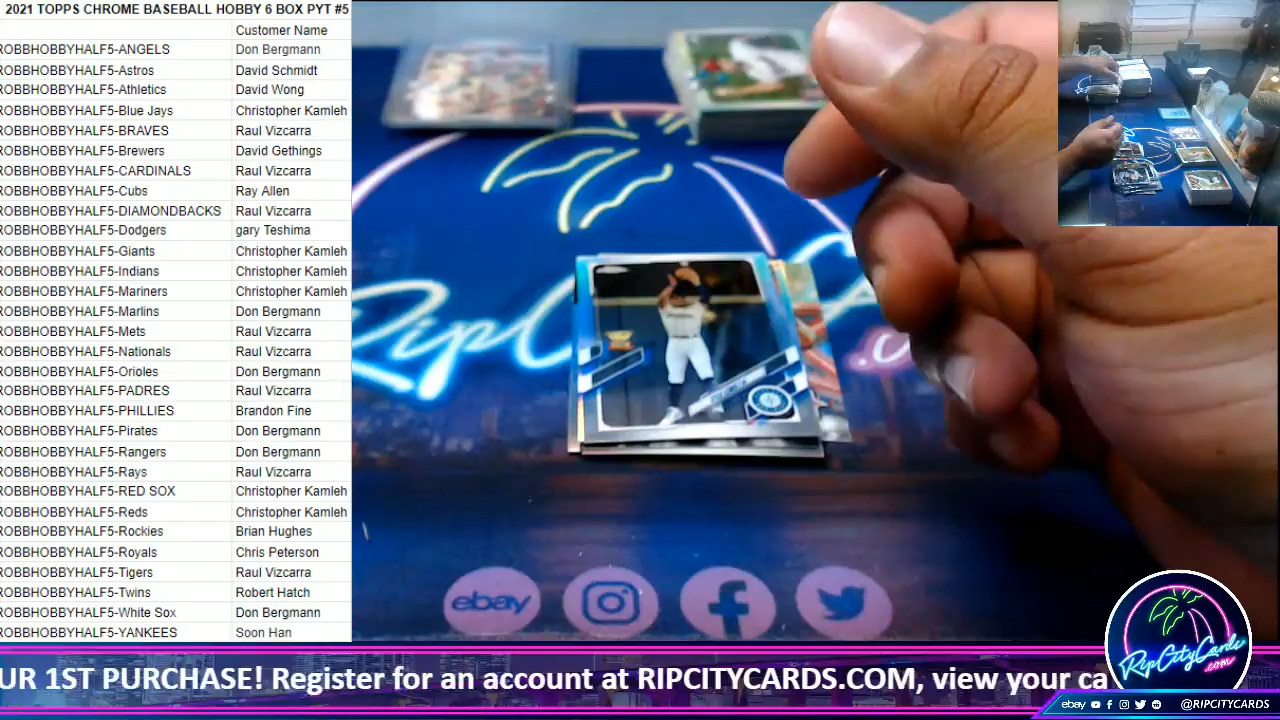 2021 TOPPS CHROME BASEBALL HOBBY 6 BOX PYT #5
Customer Name
ROBBHOBBYHALF5-ANGELS Don Bergmann
ROBBHOBBYHALF5-Astros David Schmidt
ROBBHOBBYHALF5-Athletics David Wong
ROBBHOBBYHALF5-Blue Jays Christopher Kamleh
ROBBHOBBYHALF5-BRAVES Raul Vizcarra
ROBBHOBBYHALF5-Brewers David Gethings
ROBBHOBBYHALF5-CARDINALS Raul Vizcarra
ROBBHOBBYHALF5-Cubs Ray Allen
ROBBHOBBYHALF5-DIAMONDBACKS Raul Vizcarra
ROBBHOBBYHALF5-Dodgers gary Teshima
ROBBHOBBYHALF5-Giants Christopher Kamleh
ROBBHOBBYHALF5-Indians Christopher Kamleh
ROBBHOBBYHALF5-Mariners Christopher Kamleh
ROBBHOBBYHALF5-Marlins Don Bergmann
ROBBHOBBYHALF5-Mets Raul Vizcarra
ROBBHOBBYHALF5-Nationals Raul Vizcarra
ROBBHOBBYHALF5-Orioles Don Bergmann
ROBBHOBBYHALF5-PADRES Raul Vizcarra
ROBBHOBBYHALF5-PHILLIES Brandon Fine
ROBBHOBBYHALF5-Pirates Don Bergmann
ROBBHOBBYHALF5-Rangers Don Bergmann
ROBBHOBBYHALF5-Rays Raul Vizcarra
ROBBHOBBYHALF5-RED SOX Christopher Kamleh
ROBBHOBBYHALF5-Reds Christopher Kamleh
ROBBHOBBYHALF5-Rockies Brian Hughes
ROBBHOBBYHALF5-Royals Chris Peterson
ROBBHOBBYHALF5-Tigers Raul Vizcarra
ROBBHOBBYHALF5-Twins Robert Hatch
ROBBHOBBYHALF5-White Sox Don Bergmann
ROBBHOBBYHALF5-YANKEES Soon Han
RipC
.c
ebay
UR 1ST PURCHASE! Register for an account at RIPCITYCARDS.COM, view your ca
RipCityCards
.com
ebay @RIPCITYCARDS